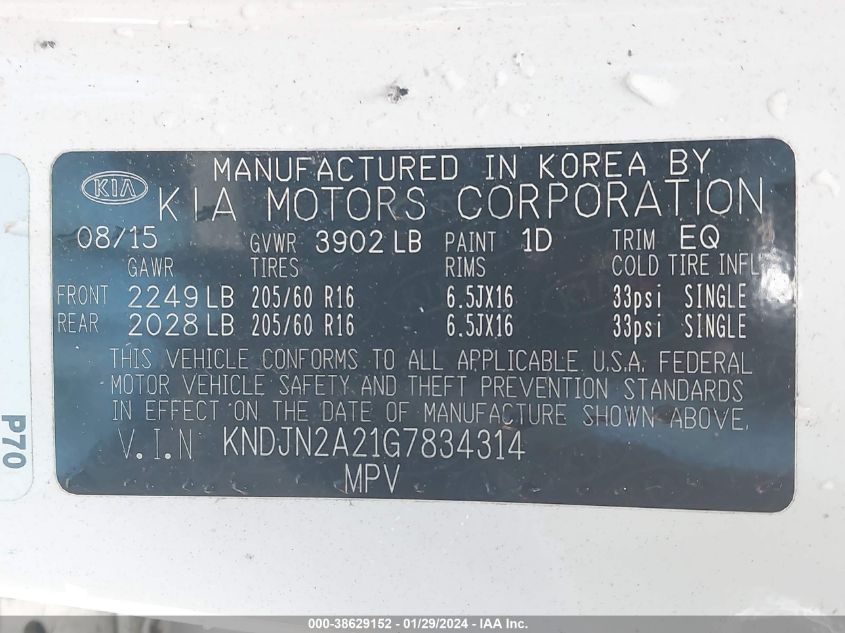 MANUFACTURED IN KOREA BY
KIA
KIA MOTORS CORPORATION
08/15 GVWR 3902 LB PAINT 1D TRIM EQ
GAWR TIRES RIMS COLD TIRE INFL
FRONT 2249 LB 205/60 R16 6.5JX16 33psi SINGLE
REAR 2028 LB 205/60 R16 6.5JX16 33psi SINGLE
THIS VEHICLE CONFORMS TO ALL APPLICABLE U.S.A. FEDERAL
MOTOR VEHICLE SAFETY AND THEFT PREVENTION STANDARDS
IN EFFECT ON THE DATE OF MANUFACTURE SHOWN ABOVE.
V.I.N KNDJN2A21G7834314
MPV
P70
000-38629152 - 01/29/2024 - IAA Inc.